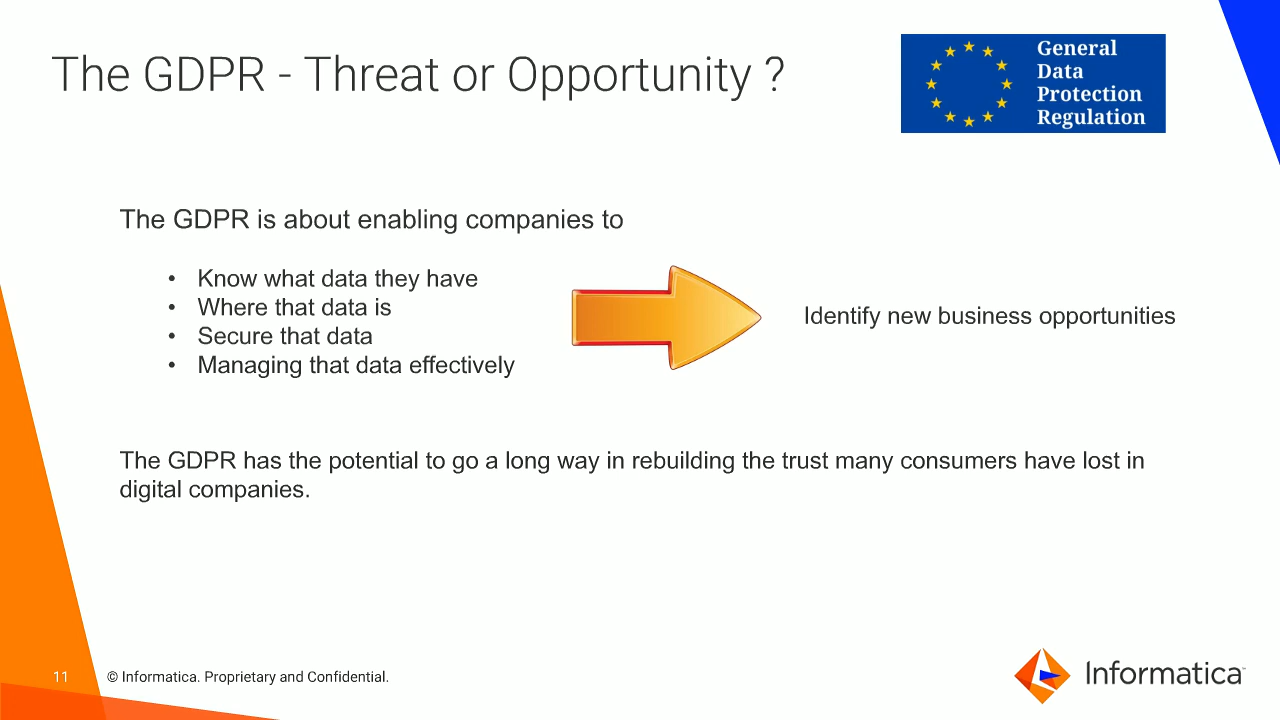 The GDPR - Threat or Opportunity ?
General
Data
Protection
Regulation
The GDPR is about enabling companies to
• Know what data they have
• Where that data is
• Secure that data
• Managing that data effectively
Identify new business opportunities
The GDPR has the potential to go a long way in rebuilding the trust many consumers have lost in
digital companies.
11
© Informatica. Proprietary and Confidential.
Informatica™